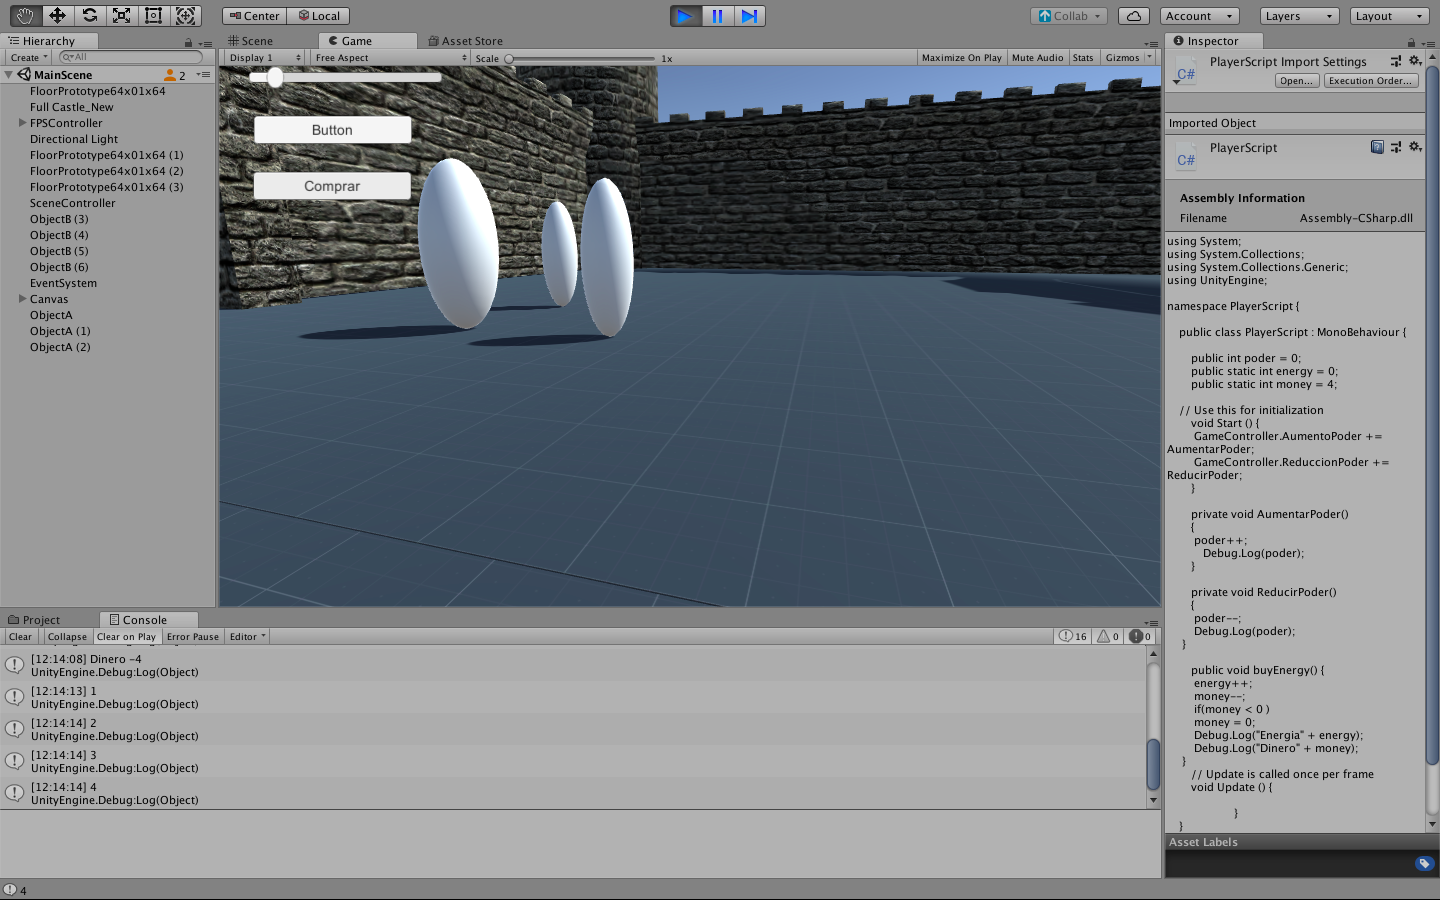 Center
Local
Collab
Account
Layers
Layout
Hierarchy
Create
All
MainScene
2
FloorPrototype64x01x64
Full Castle_New
FPSController
Directional Light
FloorPrototype64x01x64 (1)
FloorPrototype64x01x64 (2)
FloorPrototype64x01x64 (3)
SceneController
ObjectB (3)
ObjectB (4)
ObjectB (5)
ObjectB (6)
EventSystem
Canvas
ObjectA
ObjectA (1)
ObjectA (2)
Scene
Game
Asset Store
Display 1
Free Aspect
Scale
1x
Maximize On Play
Mute Audio
Stats
Gizmos
Button
Comprar
Project
Console
Clear
Collapse
Clear on Play
Error Pause
Editor
16
0
0
[12:14:08] Dinero -4
UnityEngine.Debug:Log(Object)
[12:14:13] 1
UnityEngine.Debug:Log(Object)
[12:14:14] 2
UnityEngine.Debug:Log(Object)
[12:14:14] 3
UnityEngine.Debug:Log(Object)
[12:14:14] 4
UnityEngine.Debug:Log(Object)
4
Inspector
C#
PlayerScript Import Settings
Open...
Execution Order...
Imported Object
C#
PlayerScript
Assembly Information
Filename
Assembly-CSharp.dll
using System;
using System.Collections;
using System.Collections.Generic;
using UnityEngine;
namespace PlayerScript {
public class PlayerScript : MonoBehaviour {
public int poder = 0;
public static int energy = 0;
public static int money = 4;
// Use this for initialization
void Start () {
GameController.AumentoPoder +=
AumentarPoder;
GameController.ReduccionPoder +=
ReducirPoder;
}
private void AumentarPoder()
{
poder++;
Debug.Log(poder);
}
private void ReducirPoder()
{
poder--;
Debug.Log(poder);
}
public void buyEnergy() {
energy++;
money--;
if(money < 0 )
money = 0;
Debug.Log("Energia" + energy);
Debug.Log("Dinero" + money);
}
// Update is called once per frame
void Update () {
}
}
Asset Labels